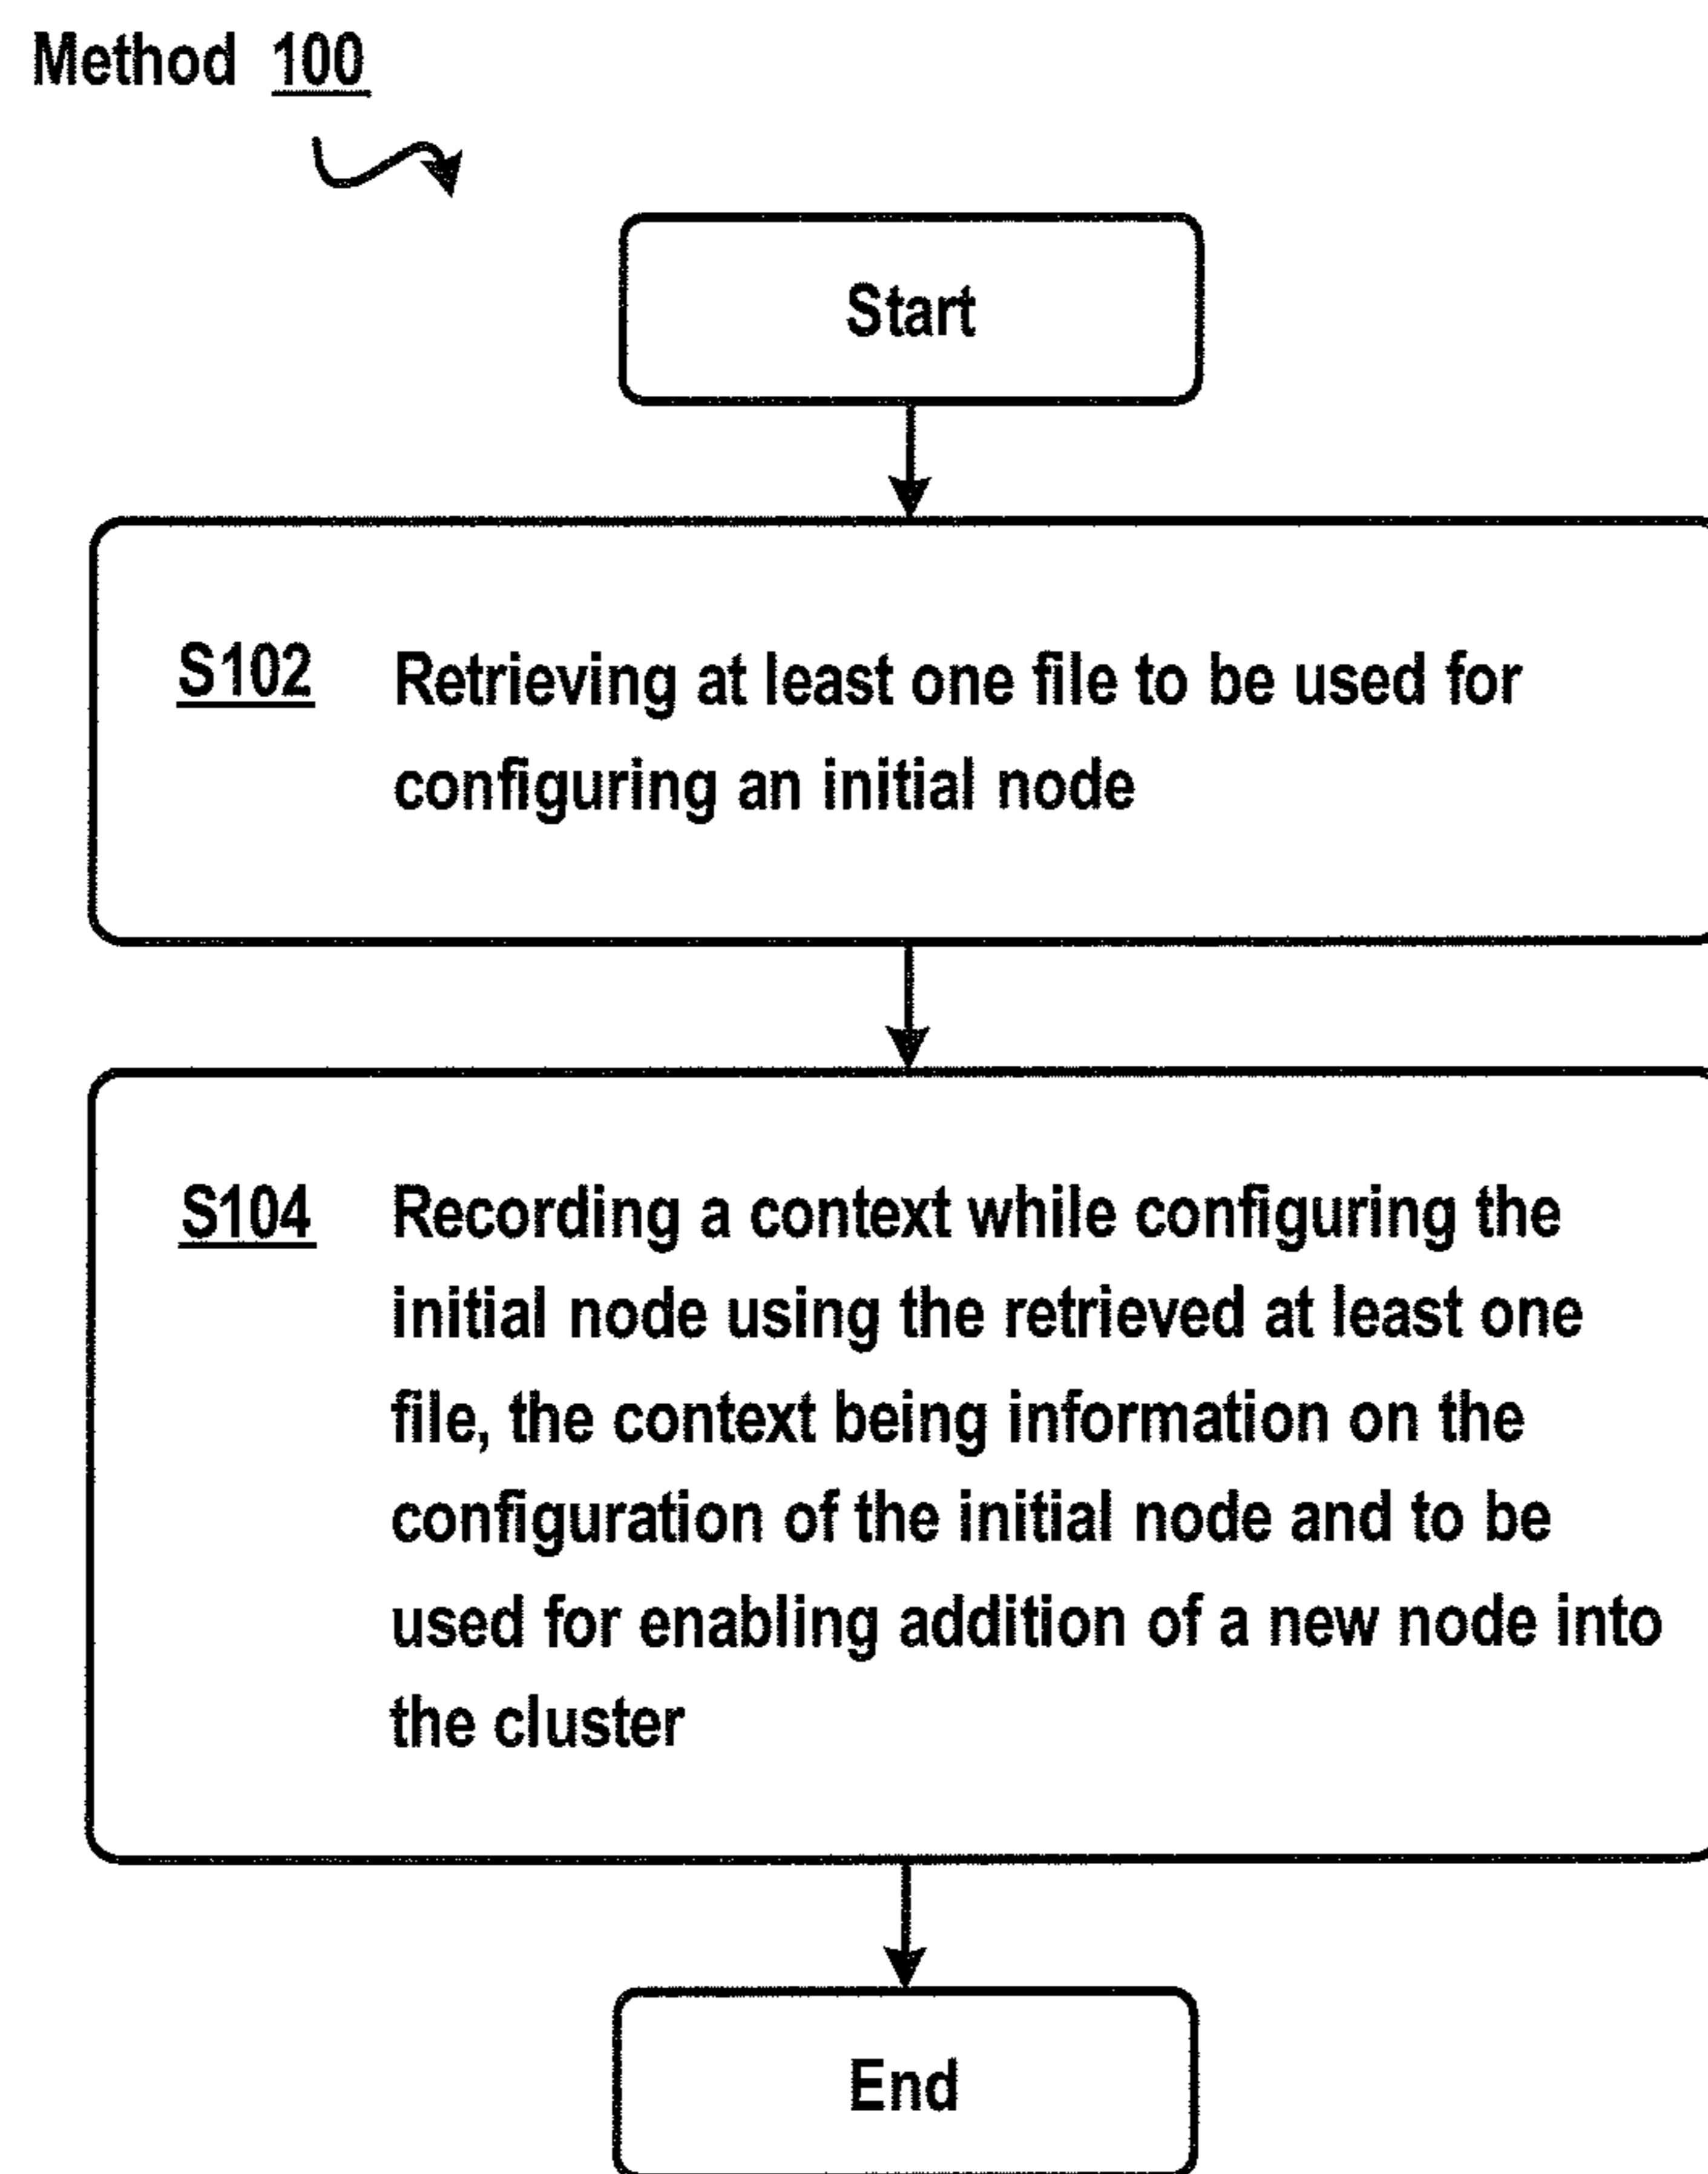 Method 100
Start
S102 Retrieving at least one file to be used for
configuring an initial node
S104 Recording a context while configuring the
initial node using the retrieved at least one
file, the context being information on the
configuration of the initial node and to be
used for enabling addition of a new node into
the cluster
End